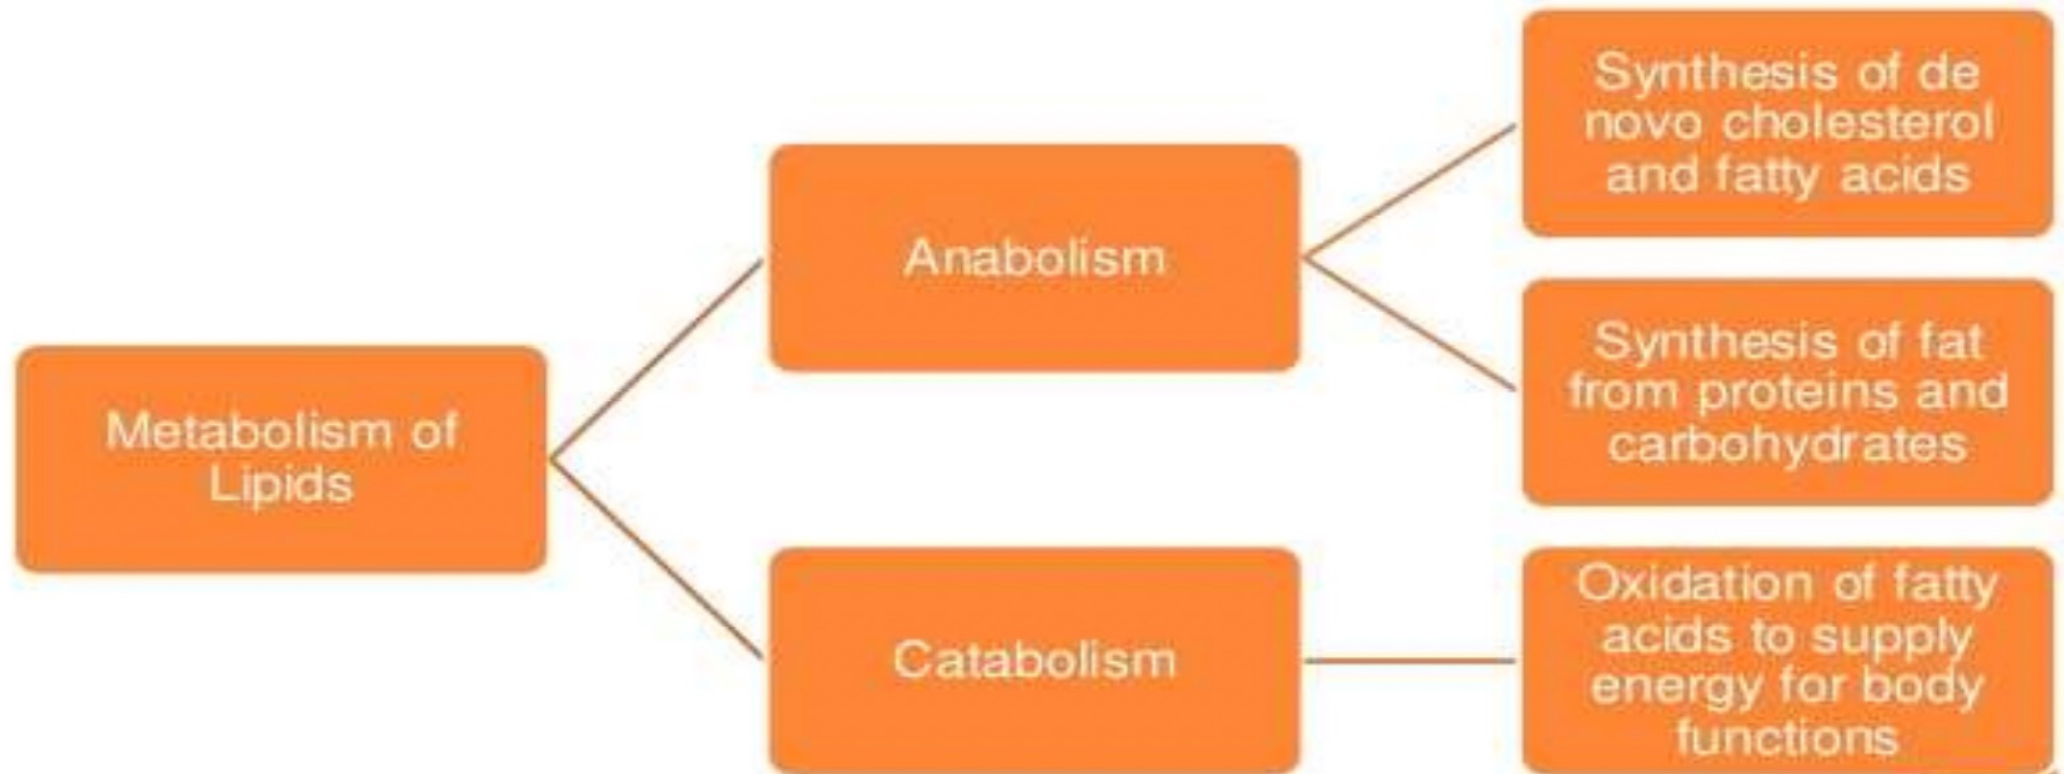 Metabolism of
Lipids
Anabolism
Catabolism
Synthesis of de
novo cholesterol
and fatty acids
Synthesis of fat
from proteins and
carbohydrates
Oxidation of fatty
acids to supply
energy for body
functions